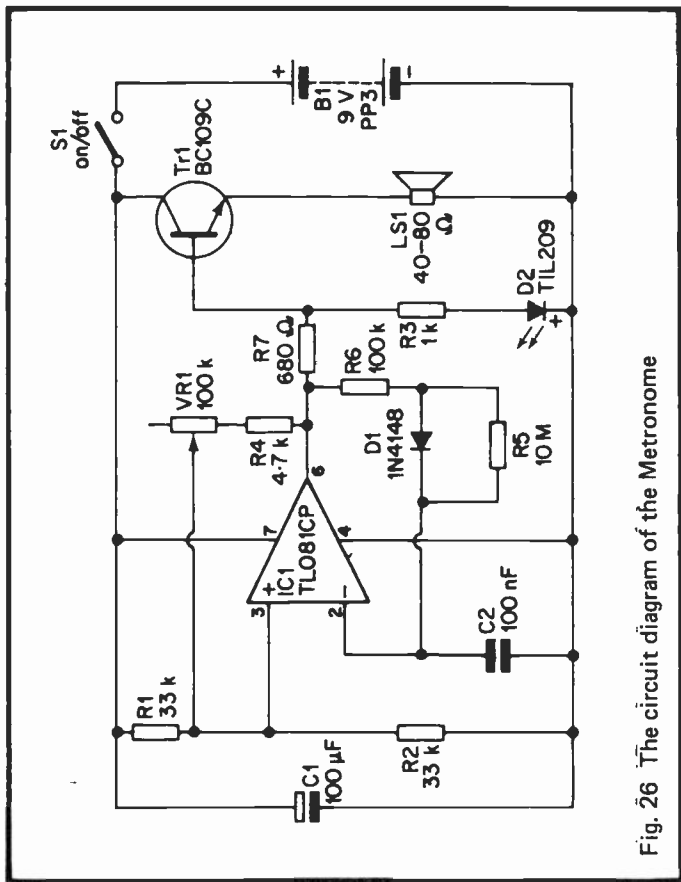 S1
on/off
Tr1
BC109C
+
B1
9 V
PP3
-
VR1
100 k
R7
680 Ω
R4
4·7 k
R6
100 k
R3
1 k
LS1
40-80
Ω
D2
TIL209
+
D1
1N4148
R5
10 M
7
6
4
3
2
+
-
IC1
TL081CP
R1
33 k
R2
33 k
C1
100 µF
C2
100 nF
Fig. 26 The circuit diagram of the Metronome